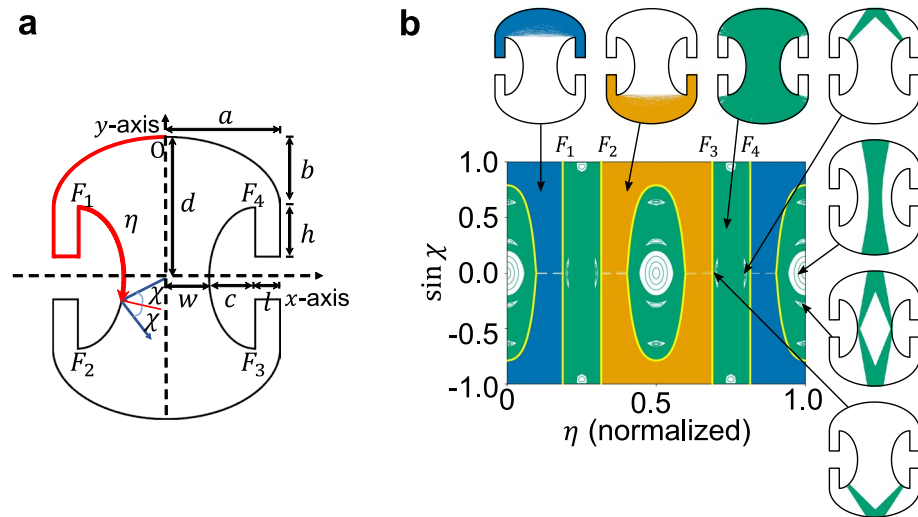 a
y-axis
O
a
b
F₁
F₄
η
d
h
χ
χ
w
c
l
x-axis
F₂
F₃
b
F₁
F₂
F₃
F₄
1.0
0.5
0.0
-0.5
-1.0
sin χ
0
0.5
1.0
η (normalized)